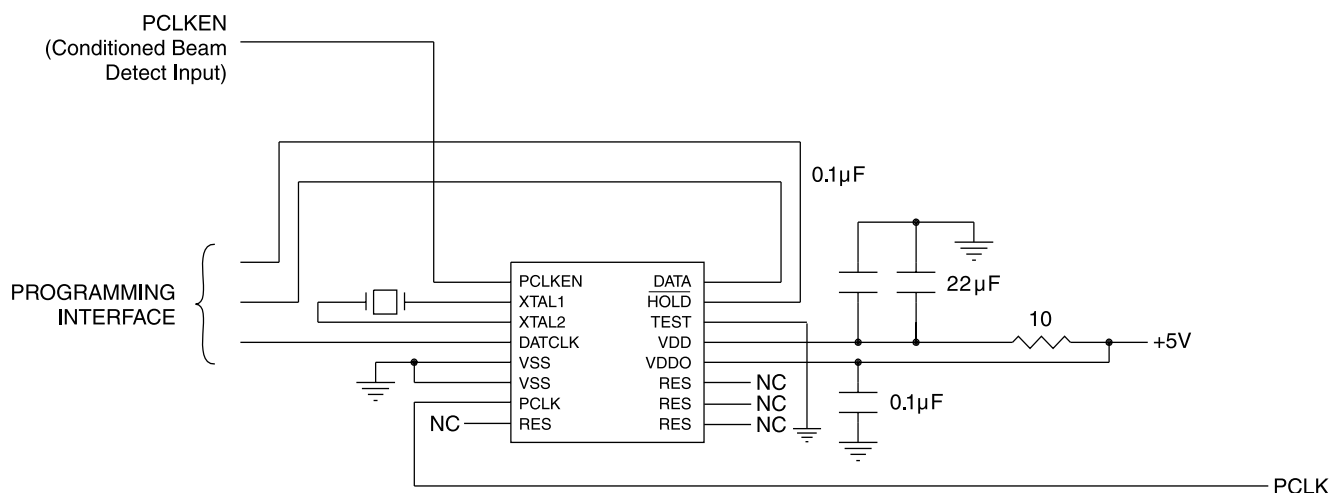 PCLKEN
(Conditioned Beam
Detect Input)
0.1µF
PROGRAMMING
INTERFACE
PCLKEN
XTAL1
XTAL2
DATCLK
VSS
VSS
PCLK
RES
DATA
HOLD
TEST
VDD
VDDO
RES
RES
RES
NC
NC
NC
NC
22µF
10
+5V
0.1µF
PCLK